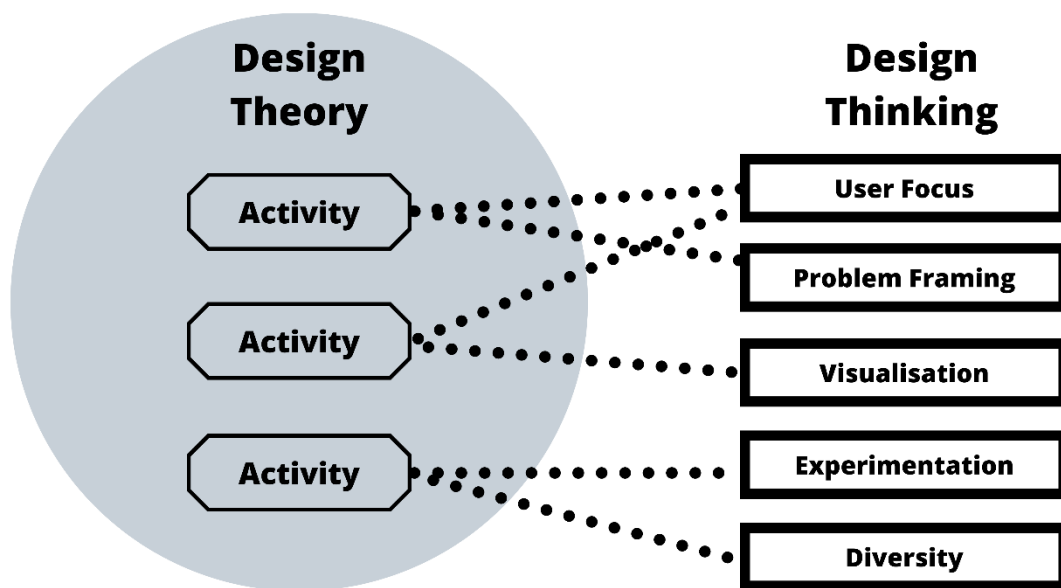 Design
Theory
Activity
Activity
Activity
Design
Thinking
User Focus
Problem Framing
Visualisation
Experimentation
Diversity